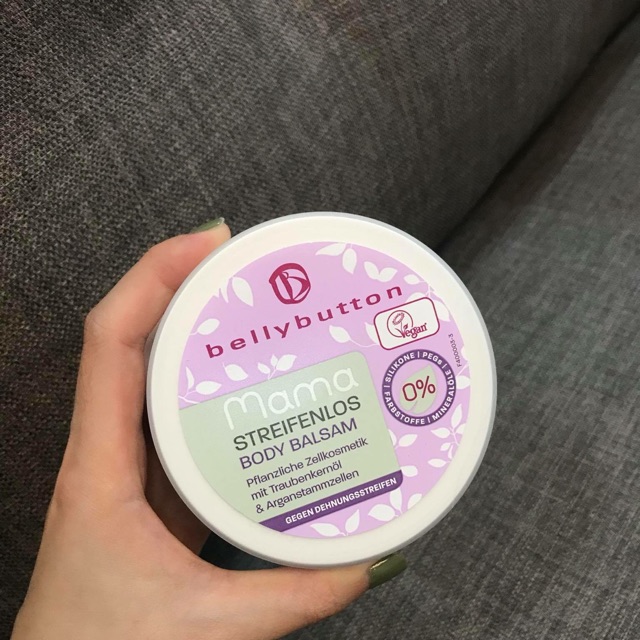 bellybutton
Vegan
0%
SILIKONE | PEGs | MINERALÖLE | FARBSTOFFE |
mama
STREIFENLOS
BODY BALSAM
Pflanzliche Zellkosmetik
mit Traubenkernöl
& Arganstammzellen
GEGEN DEHNUNGSSTREIFEN